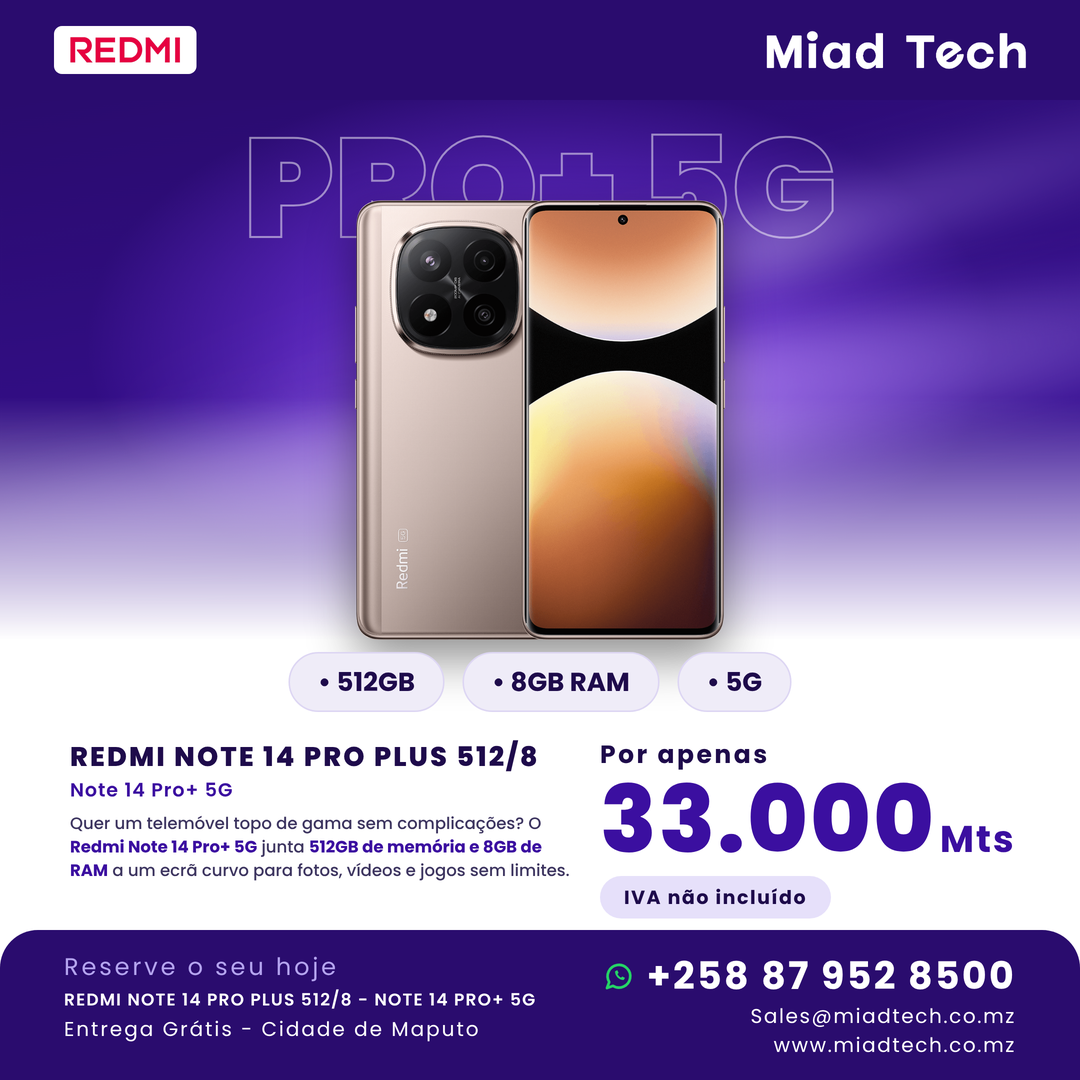 REDMI
Miad Tech
PRO+ 5G
Redmi 5G
• 512GB
• 8GB RAM
• 5G
REDMI NOTE 14 PRO PLUS 512/8
Note 14 Pro+ 5G
Quer um telemóvel topo de gama sem complicações? O
Redmi Note 14 Pro+ 5G junta 512GB de memória e 8GB de
RAM a um ecrã curvo para fotos, vídeos e jogos sem limites.
Por apenas
33.000 Mts
IVA não incluído
Reserve o seu hoje
REDMI NOTE 14 PRO PLUS 512/8 - NOTE 14 PRO+ 5G
Entrega Grátis - Cidade de Maputo
+258 87 952 8500
Sales@miadtech.co.mz
www.miadtech.co.mz